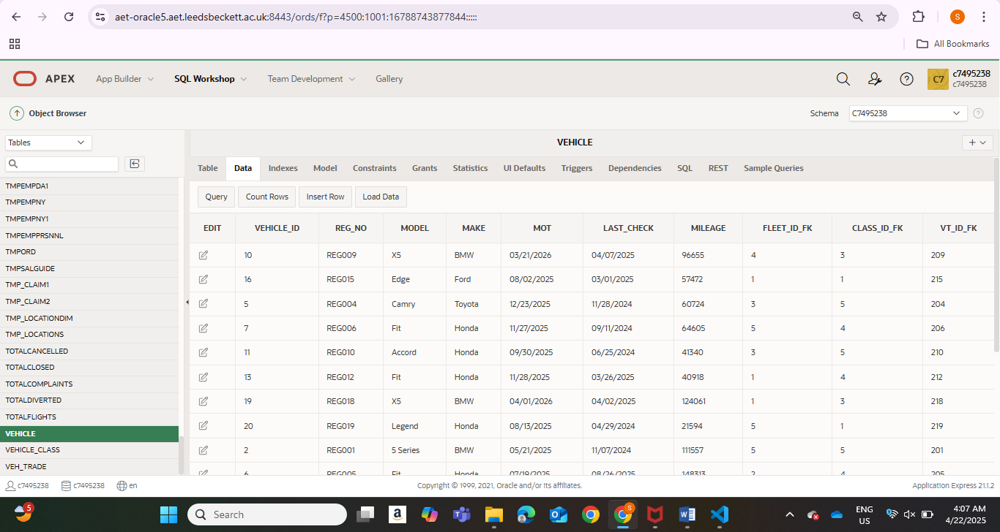 aet-oracle5.aet.leedsbeckett.ac.uk:8443/ords/f?p=4500:1001:16788743877844:::::
S
All Bookmarks
APEX App Builder SQL Workshop Team Development Gallery
C7 c7495238
c7495238
Object Browser Schema C7495238
Tables
VEHICLE
Table Data Indexes Model Constraints Grants Statistics UI Defaults Triggers Dependencies SQL REST Sample Queries
Query Count Rows Insert Row Load Data
TMPEMPDA1
TMPEMPNY
TMPEMPNY1
TMPEMPPRSNNL
TMPORD
TMPSALGUIDE
TMP_CLAIM1
TMP_CLAIM2
TMP_LOCATIONDIM
TMP_LOCATIONS
TOTALCANCELLED
TOTALCLOSED
TOTALCOMPLAINTS
TOTALDIVERTED
TOTALFLIGHTS
VEHICLE
VEHICLE_CLASS
VEH_TRADE
EDIT VEHICLE_ID REG_NO MODEL MAKE MOT LAST_CHECK MILEAGE FLEET_ID_FK CLASS_ID_FK VT_ID_FK
10 REG009 X5 BMW 03/21/2026 04/07/2025 96655 4 3 209
16 REG015 Edge Ford 08/02/2025 03/01/2025 57472 1 1 215
5 REG004 Camry Toyota 12/23/2025 11/28/2024 60724 3 5 204
7 REG006 Fit Honda 11/27/2025 09/11/2024 64605 5 4 206
11 REG010 Accord Honda 09/30/2025 06/25/2024 41340 3 5 210
13 REG012 Fit Honda 11/28/2025 03/26/2025 40918 1 4 212
19 REG018 X5 BMW 04/01/2026 04/02/2025 124061 1 3 218
20 REG019 Legend Honda 08/13/2025 04/29/2024 21594 5 1 219
2 REG001 5 Series BMW 05/21/2025 11/07/2024 111557 5 5 201
6 REG005 Fit Honda 07/19/2025 08/26/2025 148313 2 4 205
c7495238 c7495238 en
Copyright © 1999, 2021, Oracle and/or its affiliates.
Application Express 21.1.2
5
Search
a
S
ENG
US
4:07 AM
4/22/2025